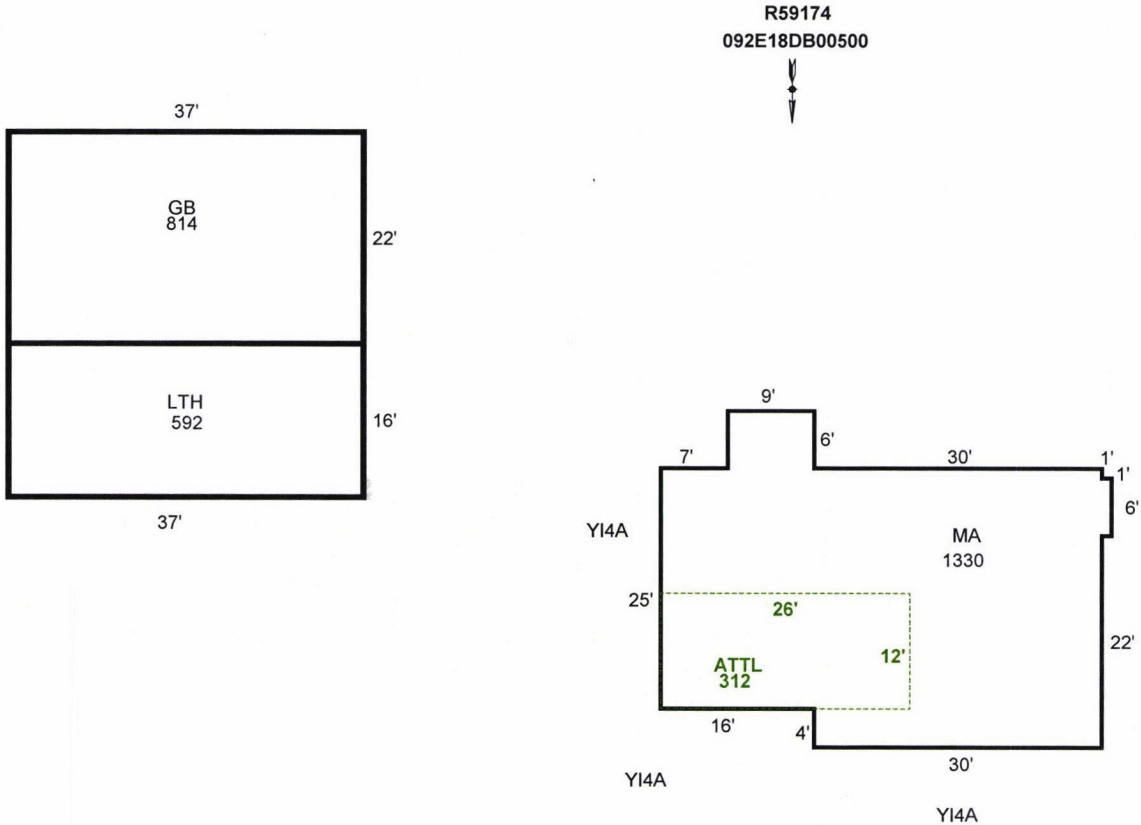 R59174
092E18DB00500
37'
GB
814
22'
LTH
592
16'
37'
9'
6'
7'
30'
1'
1'
6'
YI4A
MA
1330
25'
26'
22'
12'
ATTL
312
16'
4'
30'
YI4A
YI4A